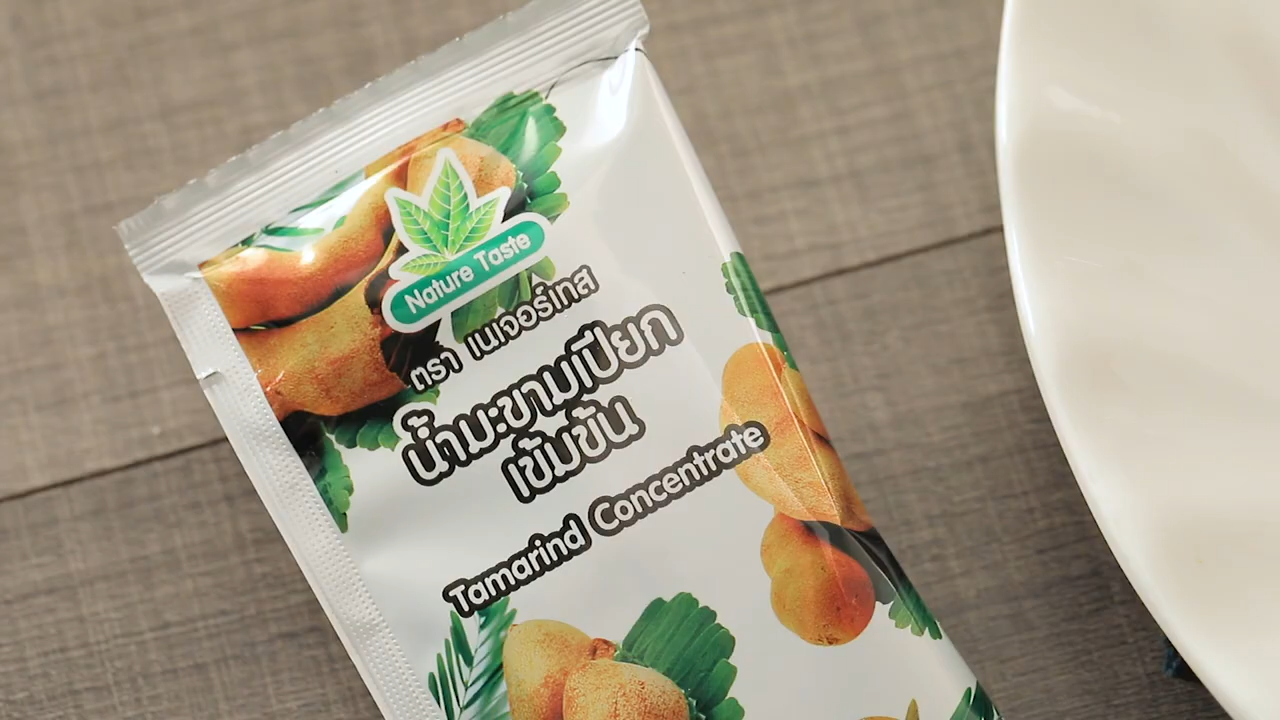 Nature Taste
ตรา เนเจอร์เทส
น้ำมะขามเปียก
เข้มข้น
Tamarind Concentrate